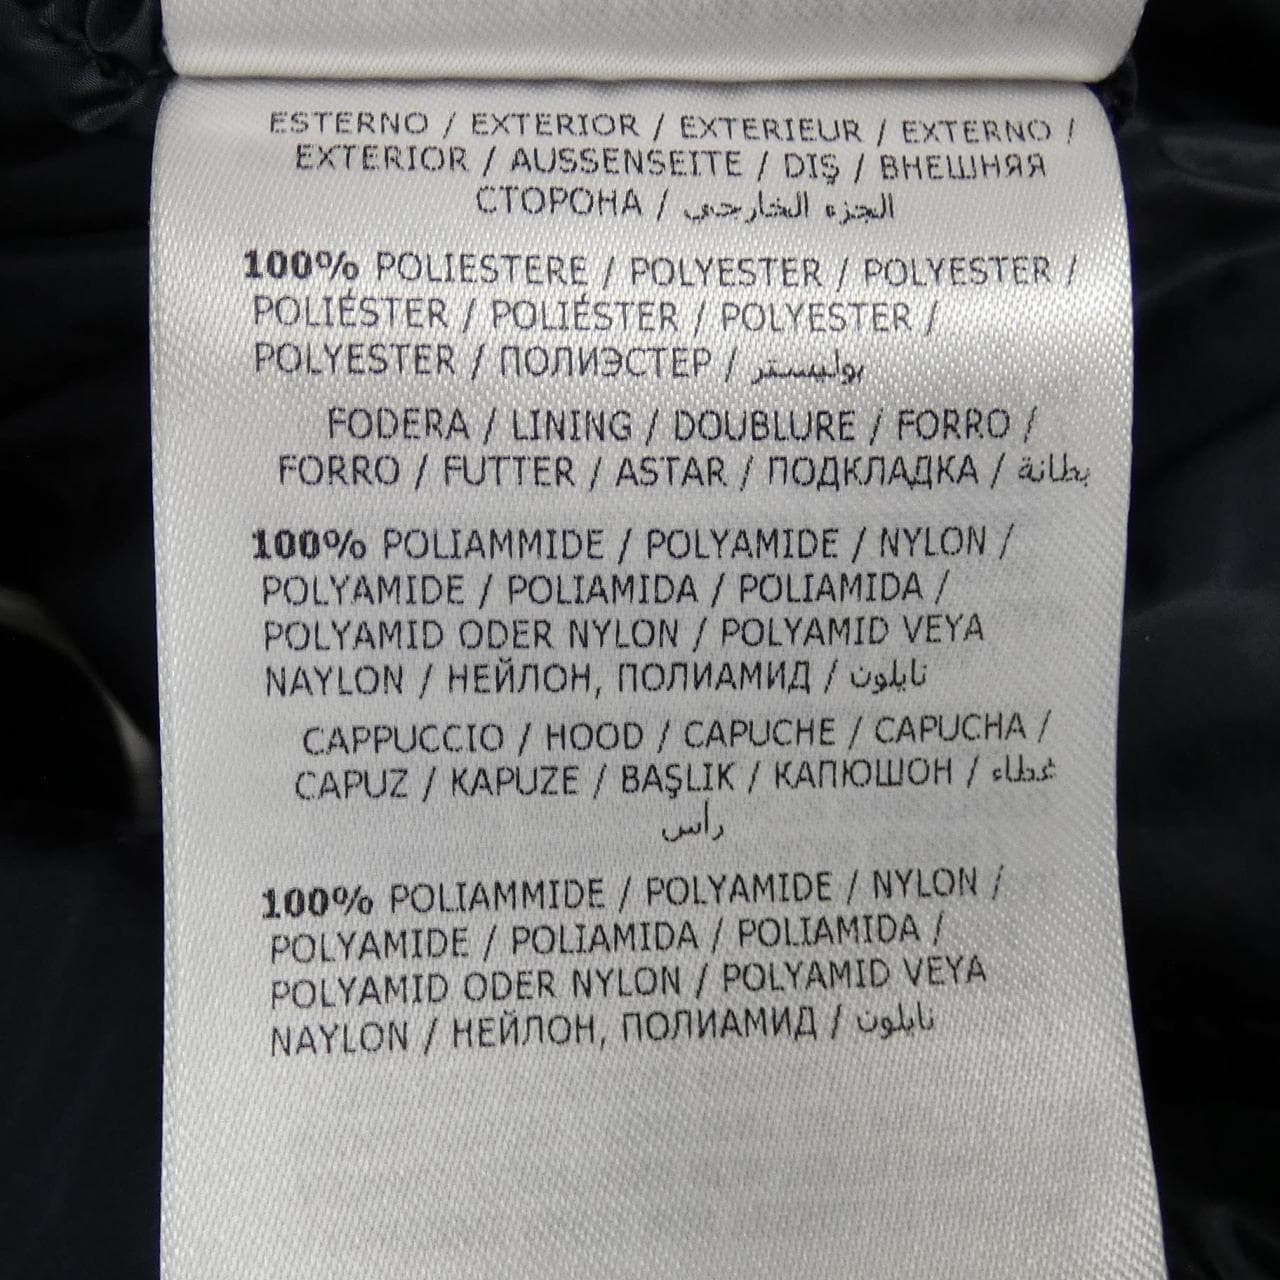 ESTERNO / EXTERIOR / EXTERIEUR / EXTERNO /
EXTERIOR / AUSSENSEITE / DIŞ / ВНЕШНЯЯ
СТОРОНА / الجزء الخارجي
100% POLIESTERE / POLYESTER / POLYESTER /
POLIÉSTER / POLIÉSTER / POLYESTER /
POLYESTER / ПОЛИЭСТЕР / بوليستر
FODERA / LINING / DOUBLURE / FORRO /
FORRO / FUTTER / ASTAR / ПОДКЛАДКА / بطانة
100% POLIAMMIDE / POLYAMIDE / NYLON /
POLYAMIDE / POLIAMIDA / POLIAMIDA /
POLYAMID ODER NYLON / POLYAMID VEYA
NAYLON / НЕЙЛОН, ПОЛИАМИД / نايلون
CAPPUCCIO / HOOD / CAPUCHE / CAPUCHA /
CAPUZ / KAPUZE / BAŞLIK / КАПЮШОН / غطاء
رأس
100% POLIAMMIDE / POLYAMIDE / NYLON /
POLYAMIDE / POLIAMIDA / POLIAMIDA /
POLYAMID ODER NYLON / POLYAMID VEYA
NAYLON / НЕЙЛОН, ПОЛИАМИД / نايلون